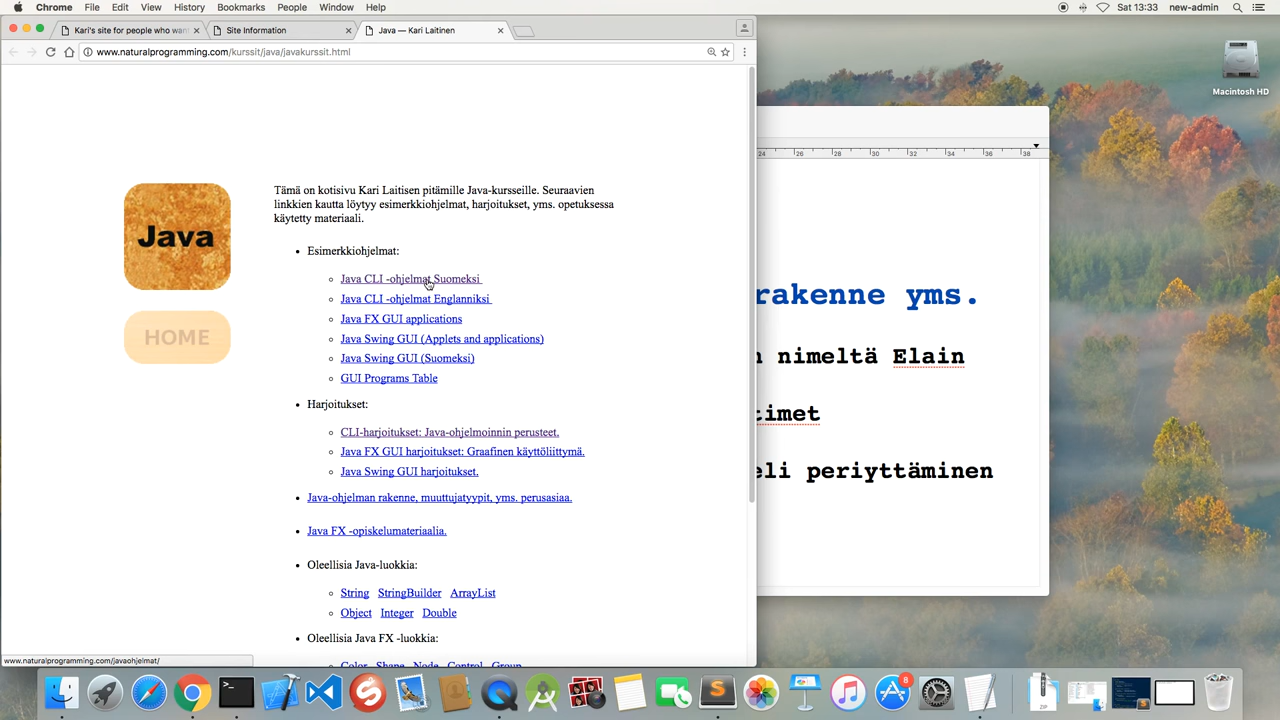 Chrome File Edit View History Bookmarks People Window Help
Sat 13:33 new-admin
Kari's site for people who wan
Site Information
Java — Kari Laitinen
www.naturalprogramming.com/kurssit/java/javakurssit.html
Macintosh HD
24 26 28 30 32 34 36 38
Java
HOME
Tämä on kotisivu Kari Laitisen pitämille Java-kursseille. Seuraavien
linkkien kautta löytyy esimerkkiohjelmat, harjoitukset, yms. opetuksessa
käytetty materiaali.
Esimerkkiohjelmat:
Java CLI -ohjelmat Suomeksi
Java CLI -ohjelmat Englanniksi
Java FX GUI applications
Java Swing GUI (Applets and applications)
Java Swing GUI (Suomeksi)
GUI Programs Table
Harjoitukset:
CLI-harjoitukset: Java-ohjelmoinnin perusteet.
Java FX GUI harjoitukset: Graafinen käyttöliittymä.
Java Swing GUI harjoitukset.
Java-ohjelman rakenne, muuttujatyypit, yms. perusasiaa.
Java FX -opiskelumateriaalia.
Oleellisia Java-luokkia:
String StringBuilder ArrayList
Object Integer Double
Oleellisia Java FX -luokkia:
Color Shape Node Control Group
rakenne yms.
nimeltä Elain
timet
eli periyttäminen
www.naturalprogramming.com/javaohjelmat/
8
ZIP